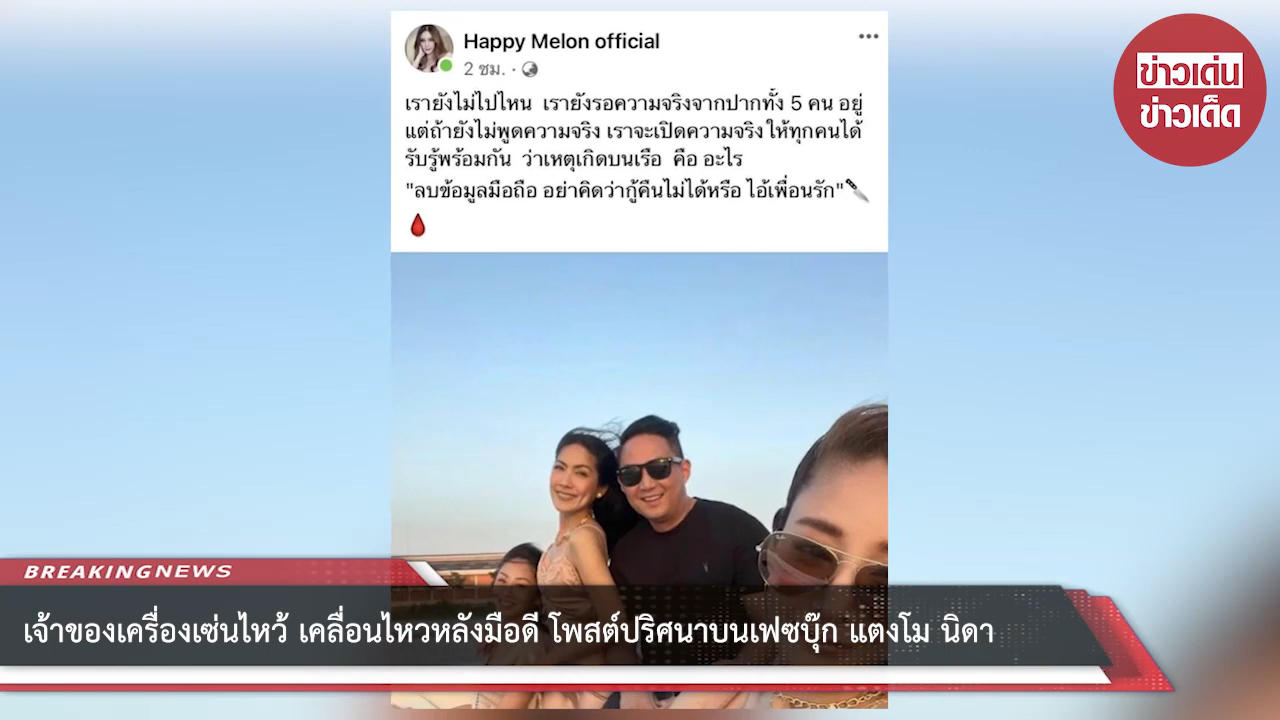 Happy Melon official
2 ชม.
เรายังไม่ไปไหน เรายังรอความจริงจากปากทั้ง 5 คน อยู่
แต่ถ้ายังไม่พูดความจริง เราจะเปิดความจริงให้ทุกคนได้
รับรู้พร้อมกัน ว่าเหตุเกิดบนเรือ คือ อะไร
"ลบข้อมูลมือถือ อย่าคิดว่ากู้คืนไม่ได้หรือ ไอ้เพื่อนรัก"🔪
🩸
ข่าวเด่น
ข่าวเด็ด
Ray-Ban
BREAKING NEWS
เจ้าของเครื่องเซ่นไหว้ เคลื่อนไหวหลังมือดี โพสต์ปริศนาบนเฟซบุ๊ก แตงโม นิดา